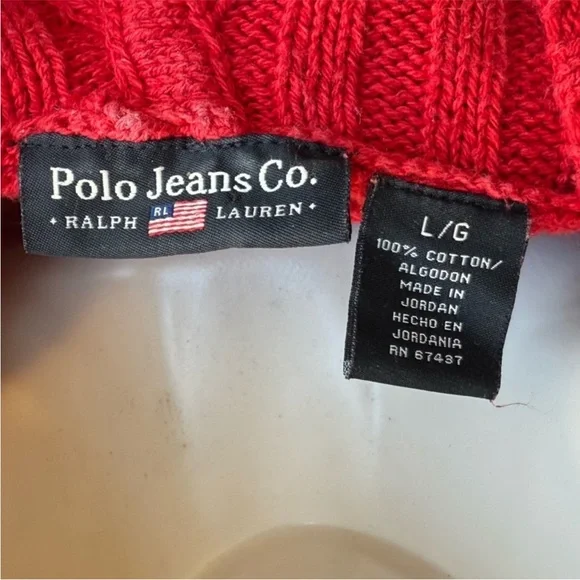 Polo Jeans Co.
• RALPH RL LAUREN •
L/G
100% COTTON/
ALGODON
MADE IN
JORDAN
HECHO EN
JORDANIA
RN 67437